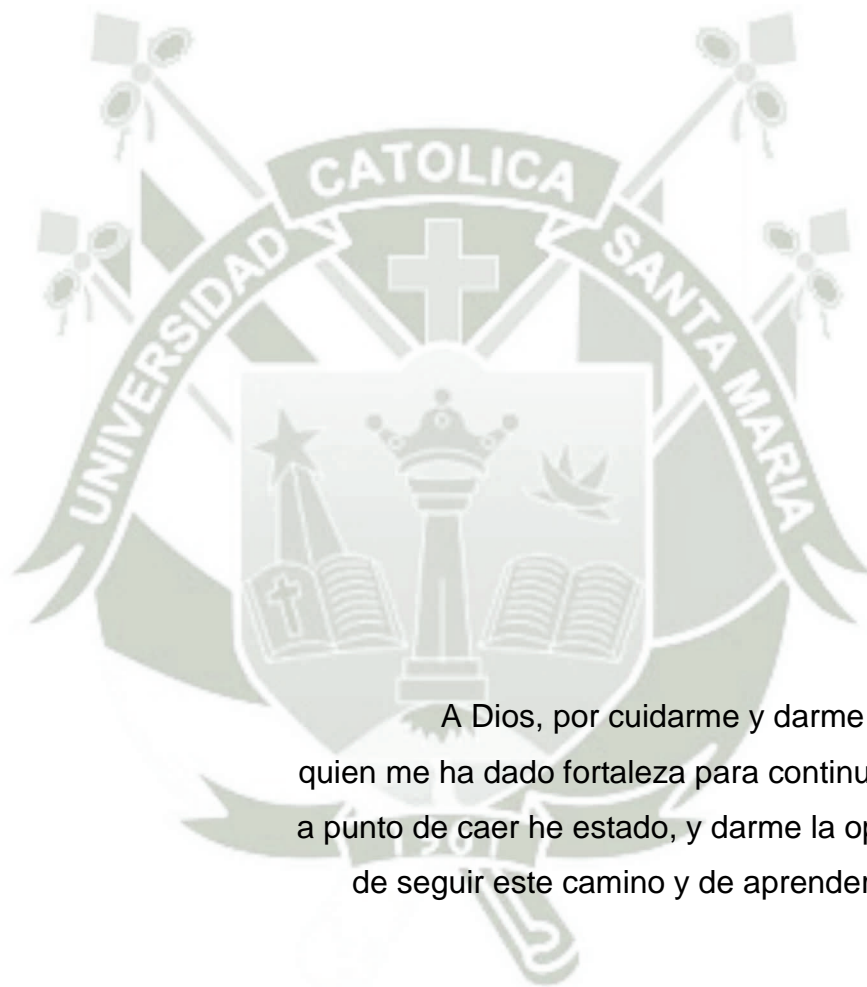 UNIVERSIDAD CATOLICA SANTA MARIA
A Dios, por cuidarme y darme
quien me ha dado fortaleza para continu
a punto de caer he estado, y darme la op
de seguir este camino y de aprender